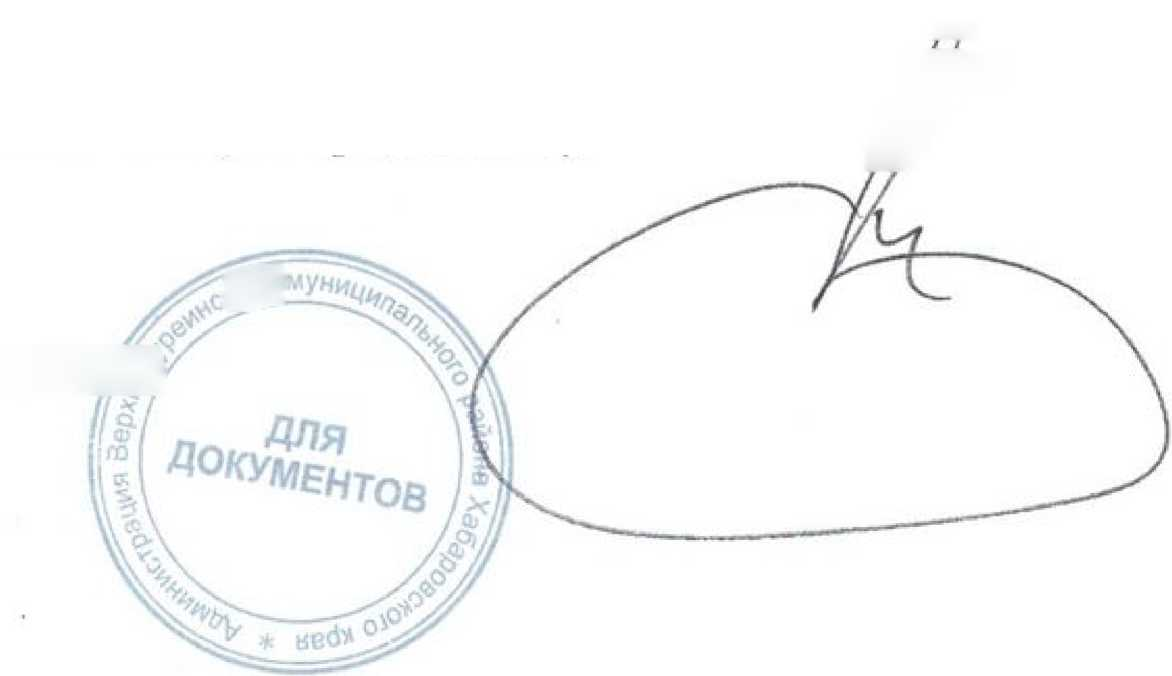 Администрация Верх реинс муниципального района Хабаровского края *
ДЛЯ
ДОКУМЕНТОВ